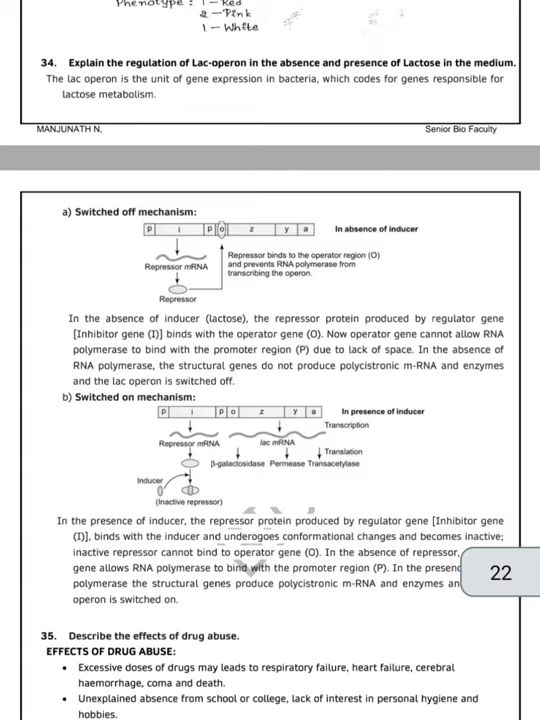 Phenotype : 1 – Red
2 – Pink
1 – White
34. Explain the regulation of Lac-operon in the absence and presence of Lactose in the medium.
The lac operon is the unit of gene expression in bacteria, which codes for genes responsible for
lactose metabolism.
MANJUNATH N, Senior Bio Faculty
a) Switched off mechanism:
p i p o z y a In absence of inducer
Repressor mRNA
Repressor binds to the operator region (O)
and prevents RNA polymerase from
transcribing the operon.
Repressor
In the absence of inducer (lactose), the repressor protein produced by regulator gene
[Inhibitor gene (I)] binds with the operator gene (O). Now operator gene cannot allow RNA
polymerase to bind with the promoter region (P) due to lack of space. In the absence of
RNA polymerase, the structural genes do not produce polycistronic m-RNA and enzymes
and the lac operon is switched off.
b) Switched on mechanism:
p i p o z y a In presence of inducer
Transcription
Repressor mRNA lac mRNA
Translation
β-galactosidase Permease Transacetylase
Inducer
(Inactive repressor)
In the presence of inducer, the repressor protein produced by regulator gene [Inhibitor gene
(I)], binds with the inducer and undergoes conformational changes and becomes inactive;
inactive repressor cannot bind to operator gene (O). In the absence of repressor,
gene allows RNA polymerase to bind with the promoter region (P). In the presenc
polymerase the structural genes produce polycistronic m-RNA and enzymes an
operon is switched on.
22
35. Describe the effects of drug abuse.
EFFECTS OF DRUG ABUSE:
• Excessive doses of drugs may leads to respiratory failure, heart failure, cerebral
haemorrhage, coma and death.
• Unexplained absence from school or college, lack of interest in personal hygiene and
hobbies.